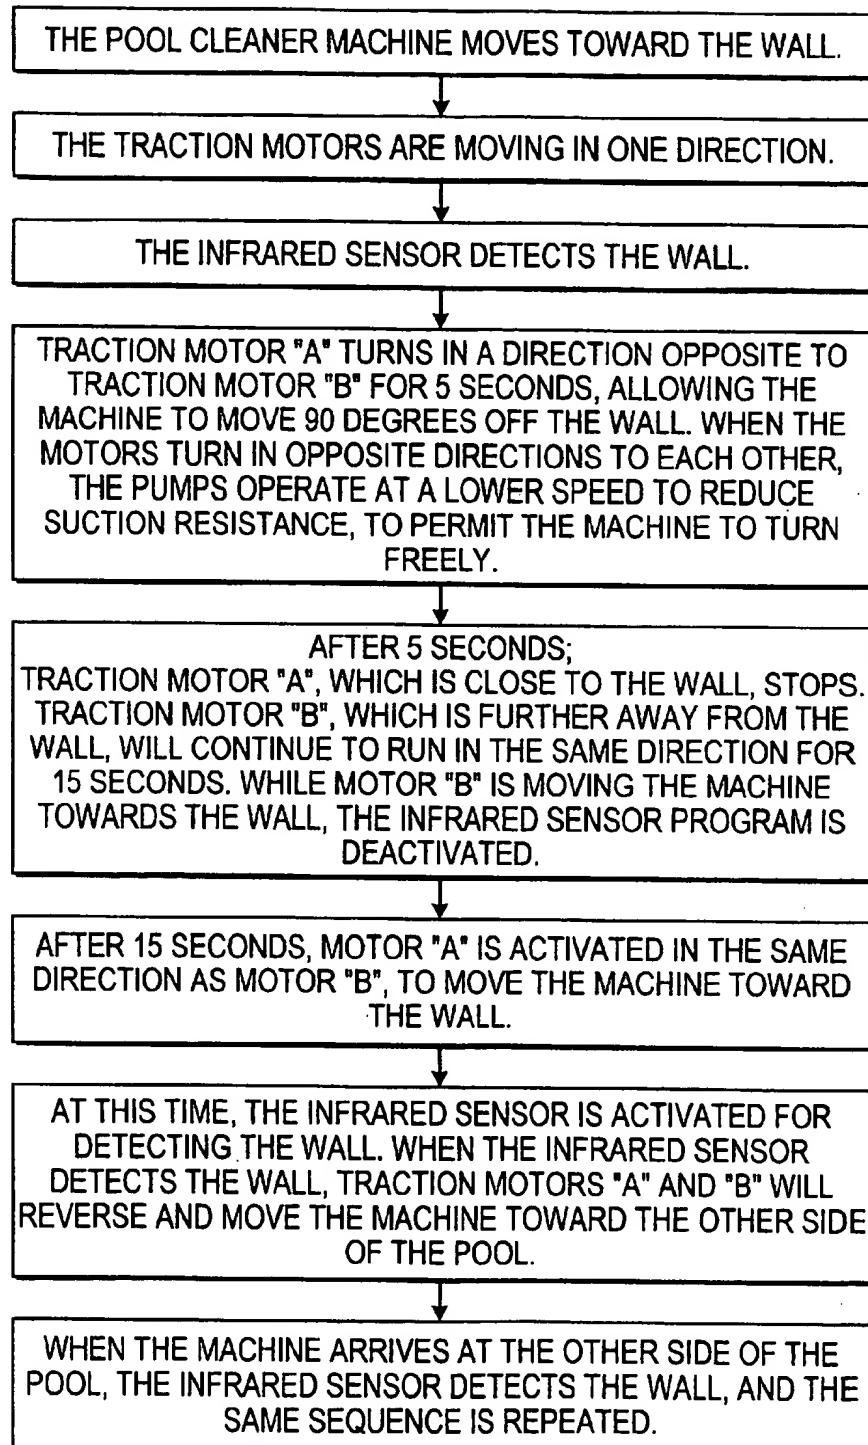 THE POOL CLEANER MACHINE MOVES TOWARD THE WALL.
THE TRACTION MOTORS ARE MOVING IN ONE DIRECTION.
THE INFRARED SENSOR DETECTS THE WALL.
TRACTION MOTOR "A" TURNS IN A DIRECTION OPPOSITE TO
TRACTION MOTOR "B" FOR 5 SECONDS, ALLOWING THE
MACHINE TO MOVE 90 DEGREES OFF THE WALL. WHEN THE
MOTORS TURN IN OPPOSITE DIRECTIONS TO EACH OTHER,
THE PUMPS OPERATE AT A LOWER SPEED TO REDUCE
SUCTION RESISTANCE, TO PERMIT THE MACHINE TO TURN
FREELY.
AFTER 5 SECONDS;
TRACTION MOTOR "A", WHICH IS CLOSE TO THE WALL, STOPS.
TRACTION MOTOR "B", WHICH IS FURTHER AWAY FROM THE
WALL, WILL CONTINUE TO RUN IN THE SAME DIRECTION FOR
15 SECONDS. WHILE MOTOR "B" IS MOVING THE MACHINE
TOWARDS THE WALL, THE INFRARED SENSOR PROGRAM IS
DEACTIVATED.
AFTER 15 SECONDS, MOTOR "A" IS ACTIVATED IN THE SAME
DIRECTION AS MOTOR "B", TO MOVE THE MACHINE TOWARD
THE WALL.
AT THIS TIME, THE INFRARED SENSOR IS ACTIVATED FOR
DETECTING THE WALL. WHEN THE INFRARED SENSOR
DETECTS THE WALL, TRACTION MOTORS "A" AND "B" WILL
REVERSE AND MOVE THE MACHINE TOWARD THE OTHER SIDE
OF THE POOL.
WHEN THE MACHINE ARRIVES AT THE OTHER SIDE OF THE
POOL, THE INFRARED SENSOR DETECTS THE WALL, AND THE
SAME SEQUENCE IS REPEATED.